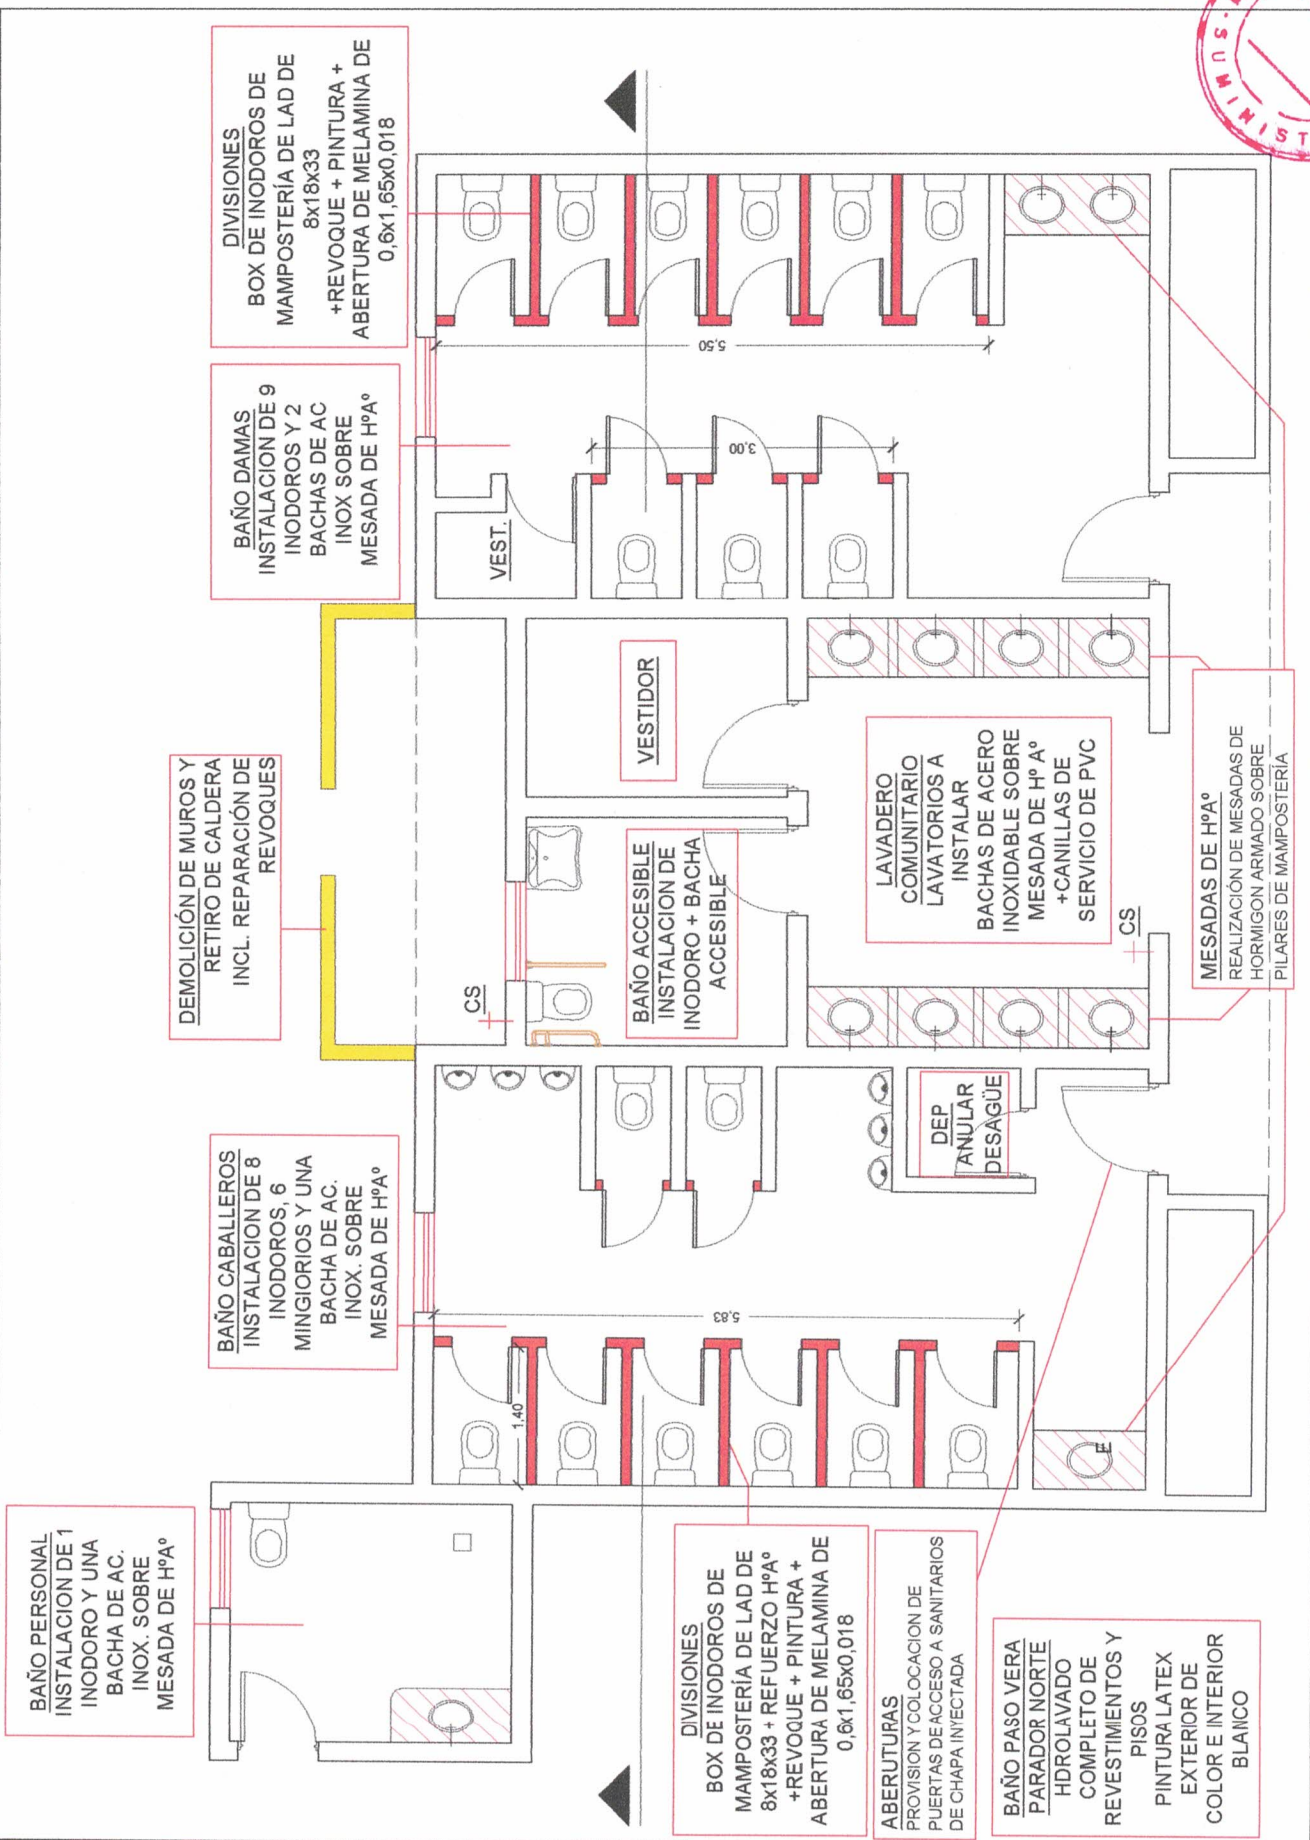 BAÑO PERSONAL
INSTALACION DE 1
INODORO Y UNA
BACHA DE AC.
INOX. SOBRE
MESADA DE HºAº
BAÑO CABALLEROS
INSTALACION DE 8
INODOROS, 6
MINGIORIOS Y UNA
BACHA DE AC.
INOX. SOBRE
MESADA DE HºAº
DEMOLICIÓN DE MUROS Y
RETIRO DE CALDERA
INCL. REPARACIÓN DE
REVOQUES
BAÑO DAMAS
INSTALACION DE 9
INODOROS Y 2
BACHAS DE AC
INOX SOBRE
MESADA DE HºAº
DIVISIONES
BOX DE INODOROS DE
MAMPOSTERÍA DE LAD DE
8x18x33
+REVOQUE + PINTURA +
ABERTURA DE MELAMINA DE
0,6x1,65x0,018
SUMINIST
CS
VEST.
1,40
5,83
3,00
5,50
BAÑO ACCESIBLE
INSTALACION DE
INODORO + BACHA
ACCESIBLE
VESTIDOR
DEP
ANULAR
DESAGÜE
LAVADERO
COMUNITARIO
LAVATORIOS A
INSTALAR
BACHAS DE ACERO
INOXIDABLE SOBRE
MESADA DE Hº Aº
+CANILLAS DE
SERVICIO DE PVC
CS
E
DIVISIONES
BOX DE INODOROS DE
MAMPOSTERÍA DE LAD DE
8x18x33 + REFUERZO HºAº
+REVOQUE + PINTURA +
ABERTURA DE MELAMINA DE
0,6x1,65x0,018
ABERUTURAS
PROVISION Y COLOCACION DE
PUERTAS DE ACCESO A SANITARIOS
DE CHAPA INYECTADA
BAÑO PASO VERA
PARADOR NORTE
HDROLAVADO
COMPLETO DE
REVESTIMIENTOS Y
PISOS
PINTURA LATEX
EXTERIOR DE
COLOR E INTERIOR
BLANCO
MESADAS DE HºAº
REALIZACIÓN DE MESADAS DE
HORMIGON ARMADO SOBRE
PILARES DE MAMPOSTERÍA